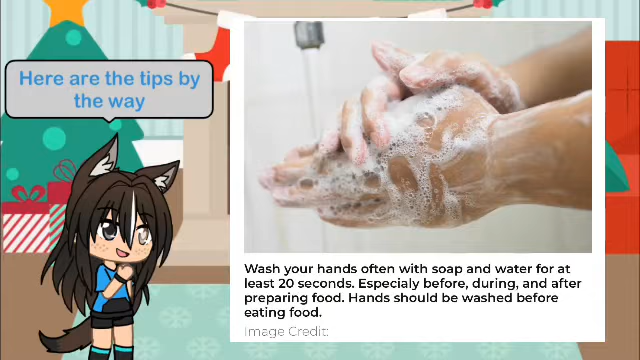 Here are the tips by
the way
Wash your hands often with soap and water for at
least 20 seconds. Especialy before, during, and after
preparing food. Hands should be washed before
eating food.
Image Credit: